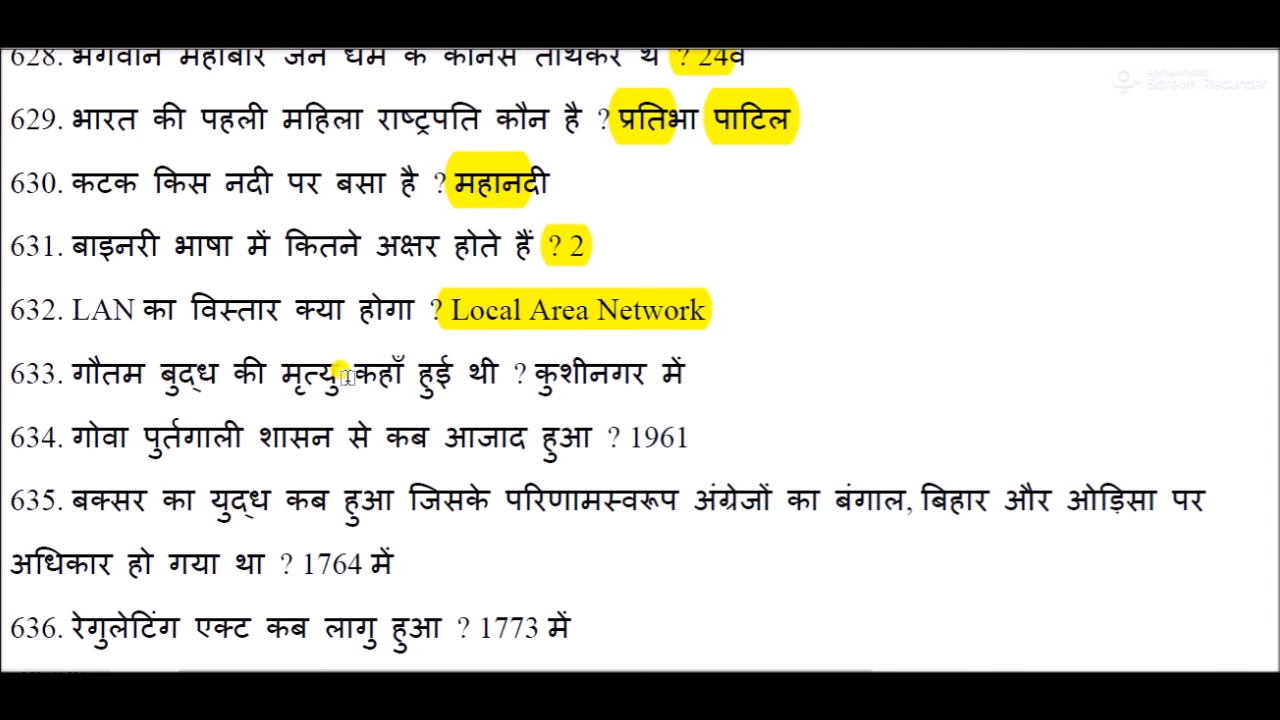 628. भगवान महाबीर जैन धर्म के कौनसे तीर्थंकर थे ? 24वें
629. भारत की पहली महिला राष्ट्रपति कौन है ? प्रतिभा पाटिल
630. कटक किस नदी पर बसा है ? महानदी
631. बाइनरी भाषा में कितने अक्षर होते हैं ? 2
632. LAN का विस्तार क्या होगा ? Local Area Network
633. गौतम बुद्ध की मृत्यु कहाँ हुई थी ? कुशीनगर में
634. गोवा पुर्तगाली शासन से कब आजाद हुआ ? 1961
635. बक्सर का युद्ध कब हुआ जिसके परिणामस्वरूप अंग्रेजों का बंगाल, बिहार और ओड़िसा पर
अधिकार हो गया था ? 1764 में
636. रेगुलेटिंग एक्ट कब लागु हुआ ? 1773 में
Screen Recorder